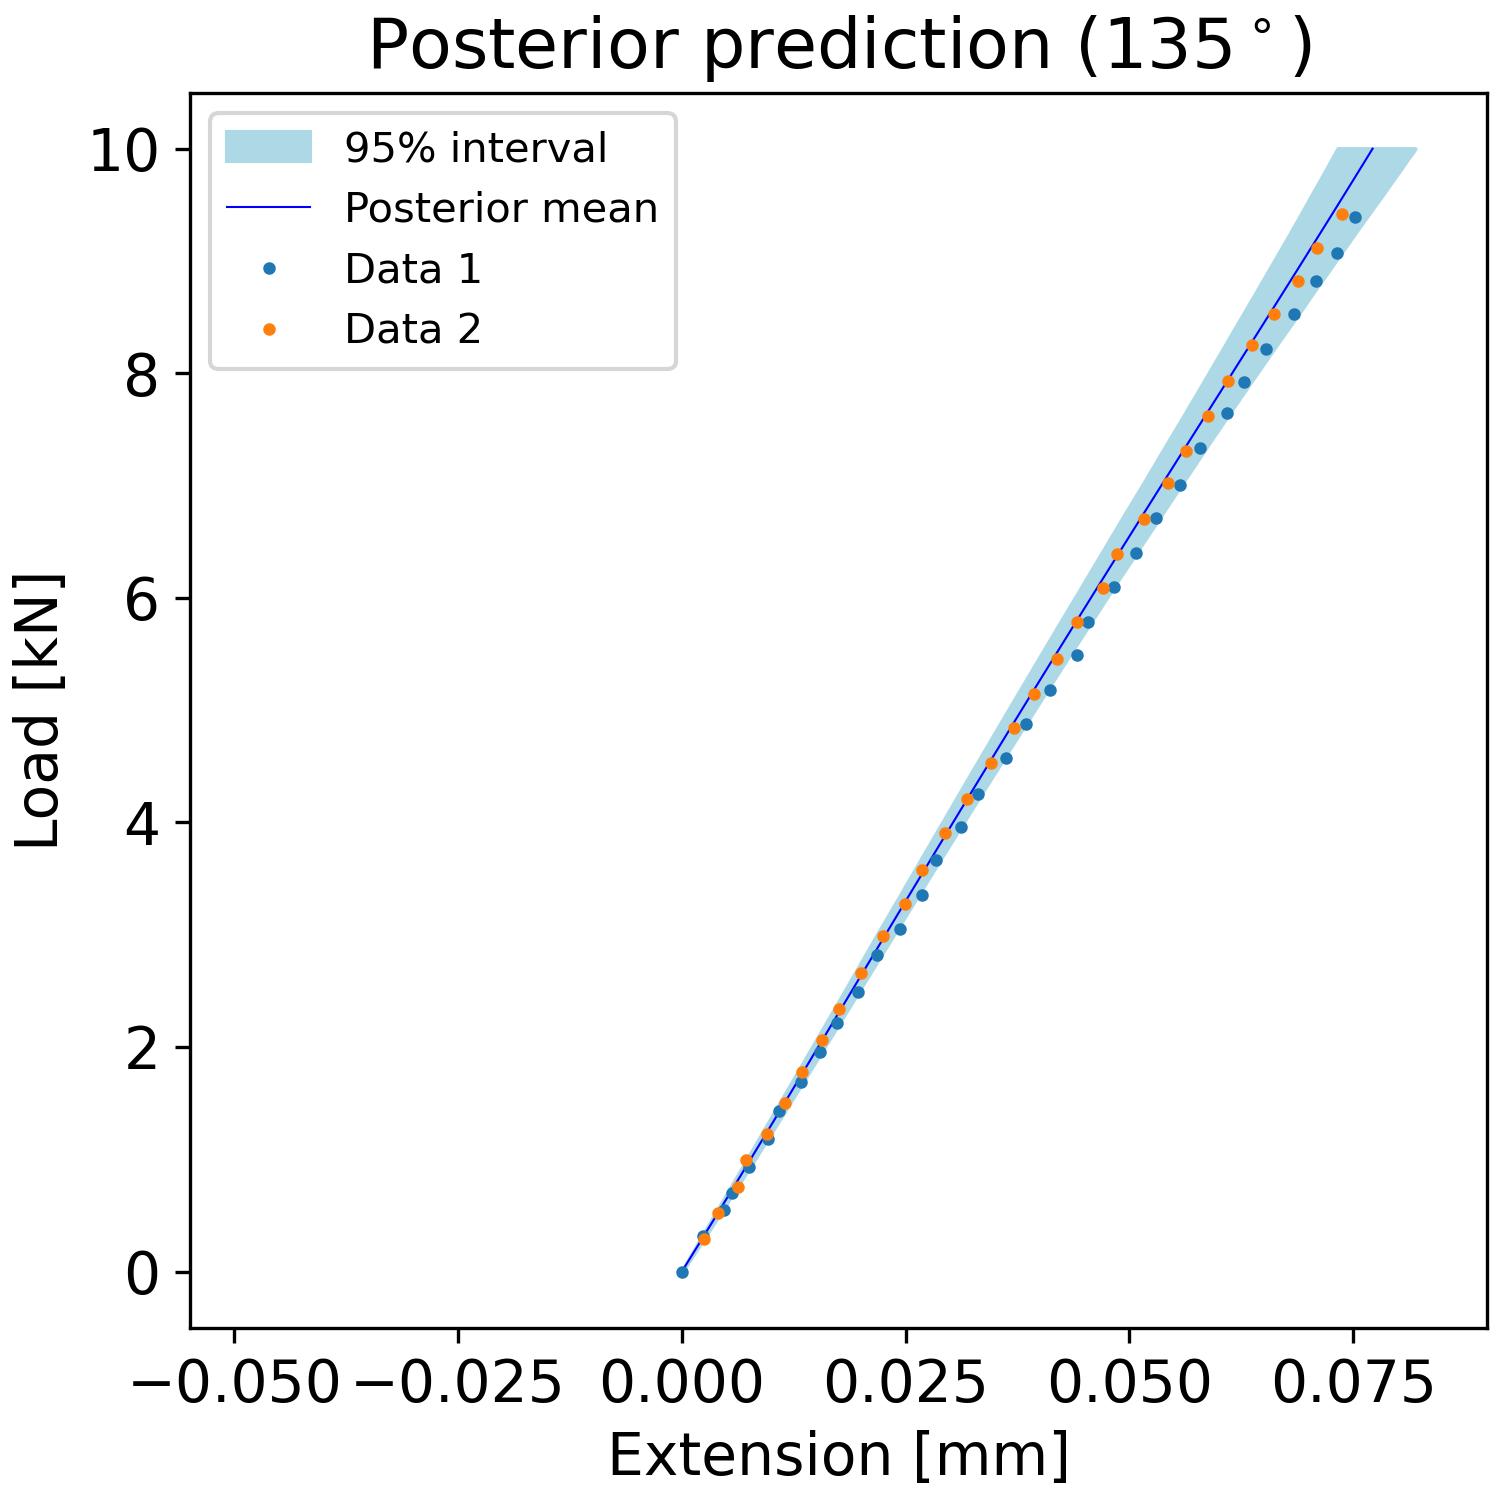 Posterior prediction (135°)
95% interval
Posterior mean
Data 1
Data 2
10
8
6
4
2
0
Load [kN]
−0.050 −0.025 0.000 0.025 0.050 0.075
Extension [mm]